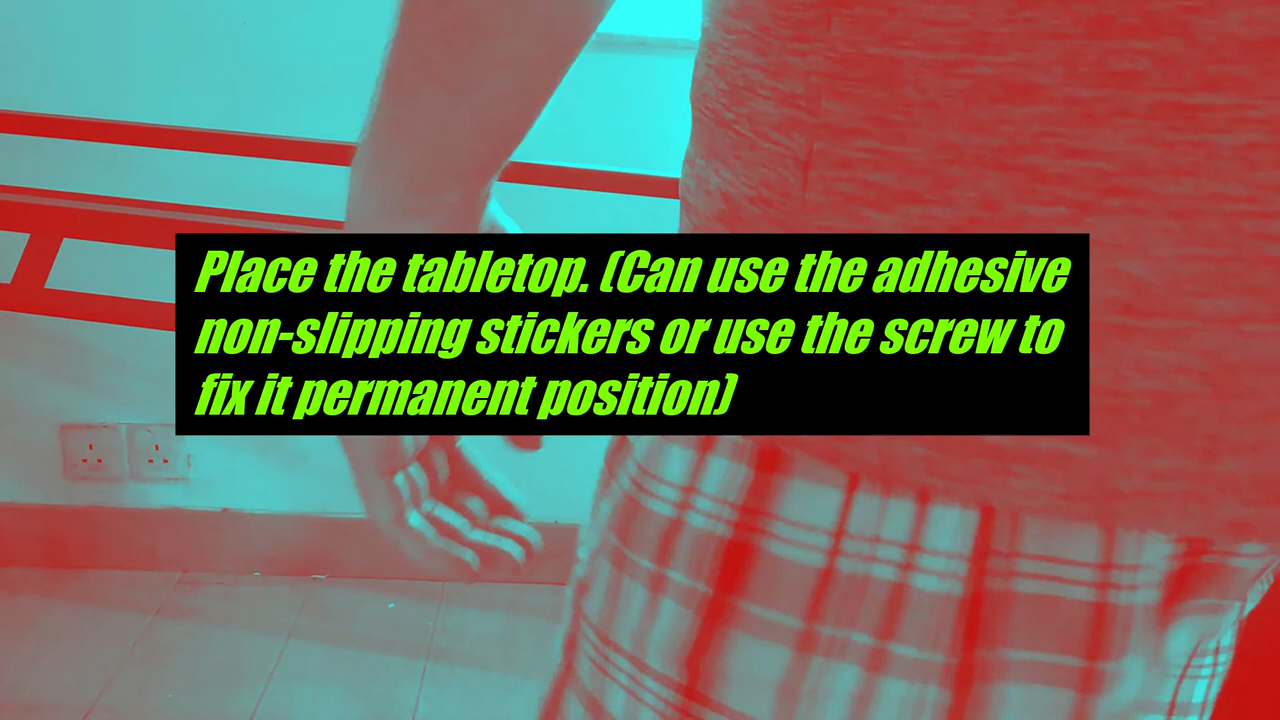 Place the tabletop. (Can use the adhesive
non-slipping stickers or use the screw to
fix it permanent position)